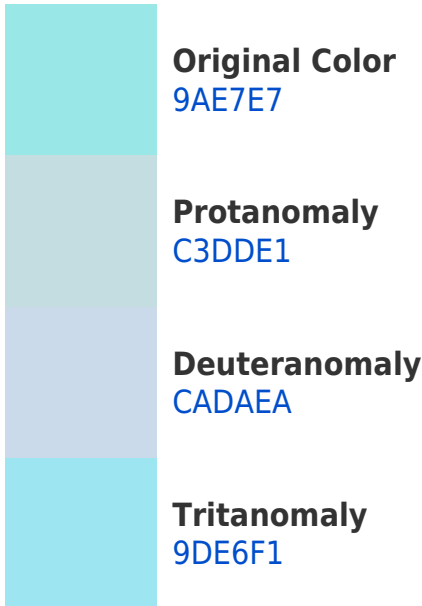 Original Color
9AE7E7
Protanomaly
C3DDE1
Deuteranomaly
CADAEA
Tritanomaly
9DE6F1